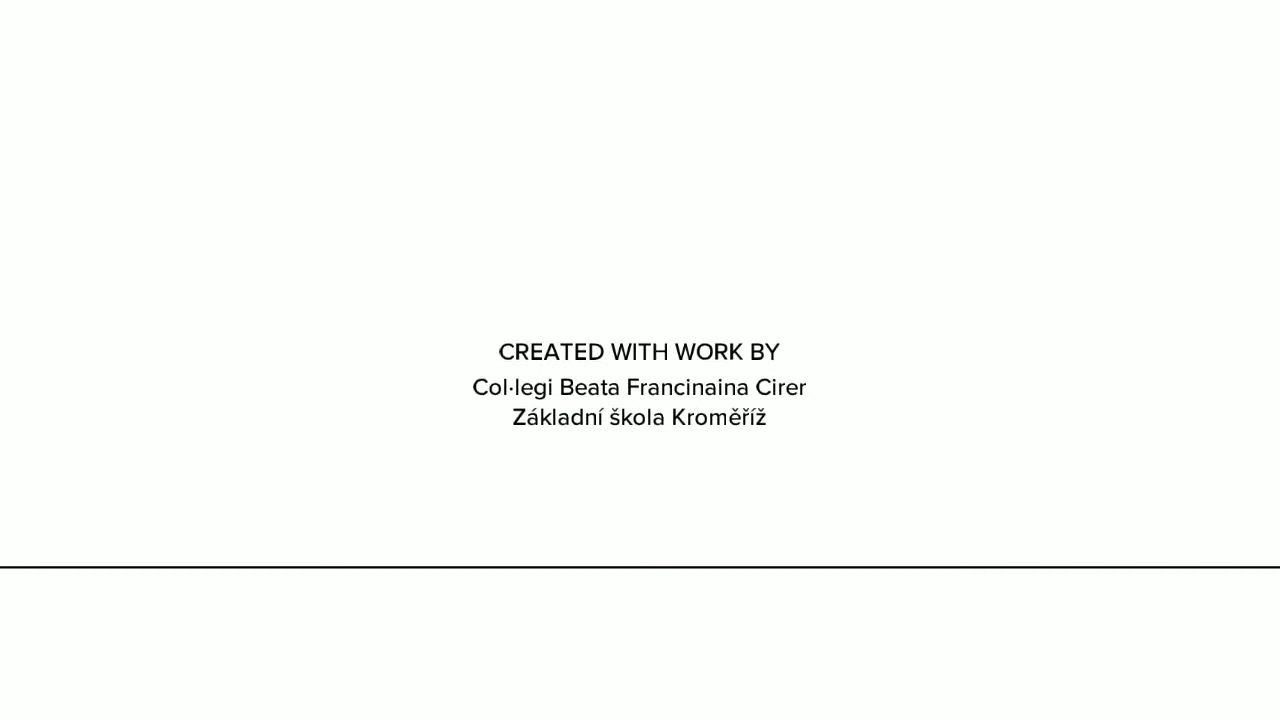 CREATED WITH WORK BY
Col·legi Beata Francinaina Cirer
Základní škola Kroměříž